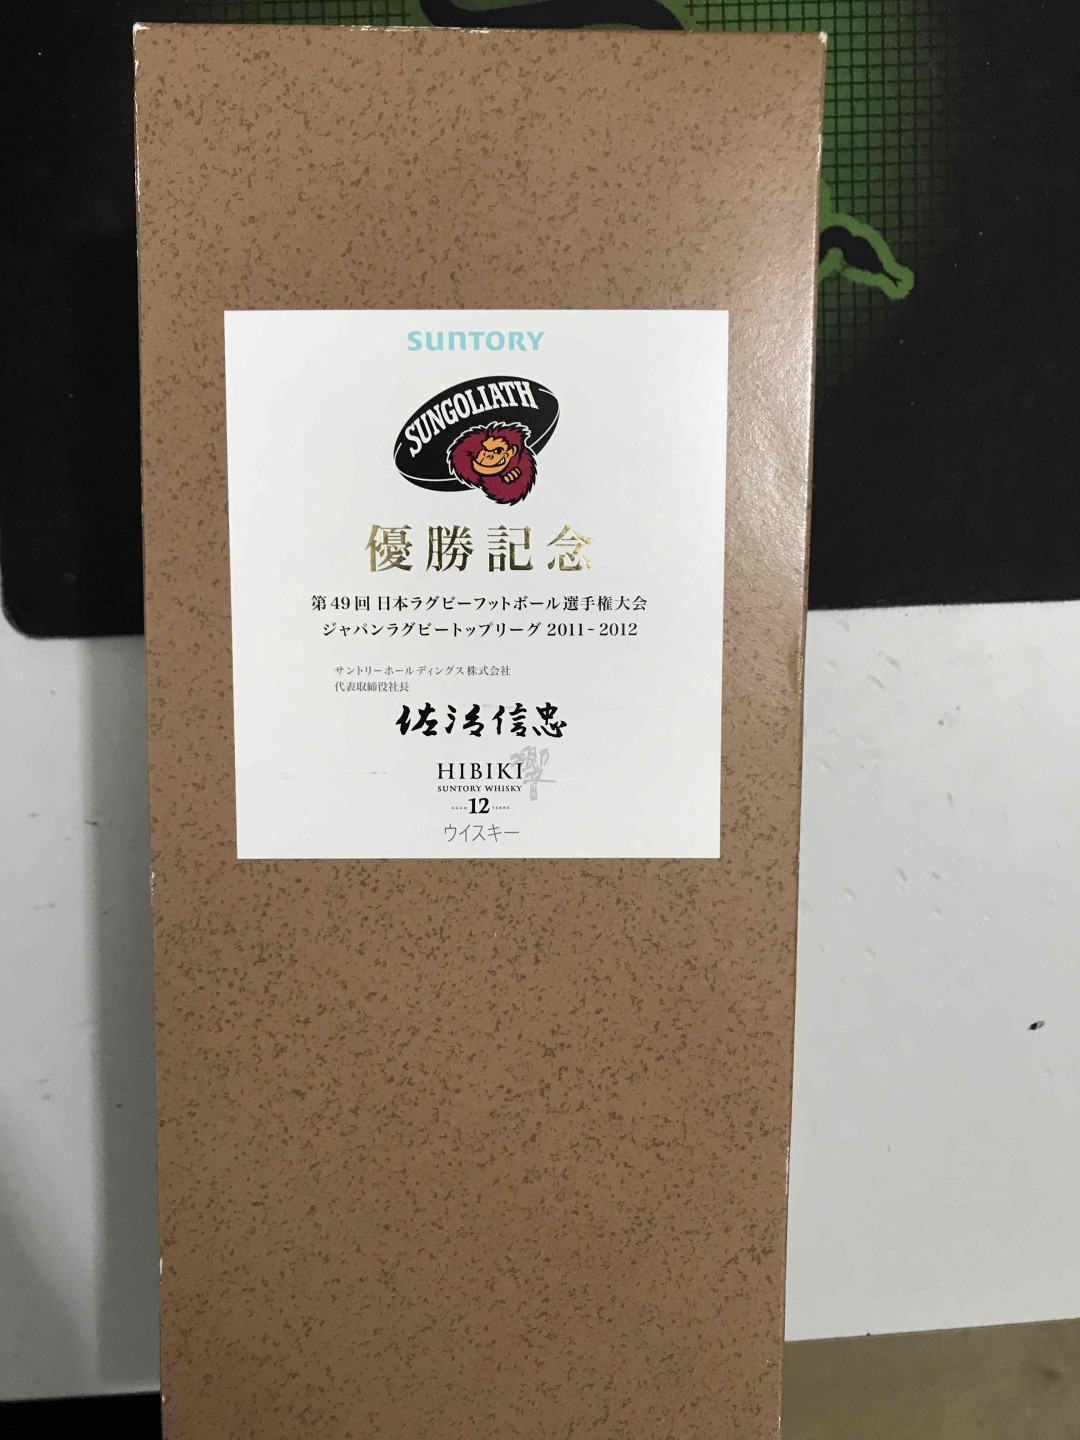 SUNTORY
SUNGOLIATH
優勝記念
第49回 日本ラグビーフットボール選手権大会
ジャパンラグビートップリーグ 2011-2012
サントリーホールディングス株式会社
代表取締役社長
佐治信忠
響
HIBIKI
SUNTORY WHISKY
AGED 12 YEARS
ウイスキー